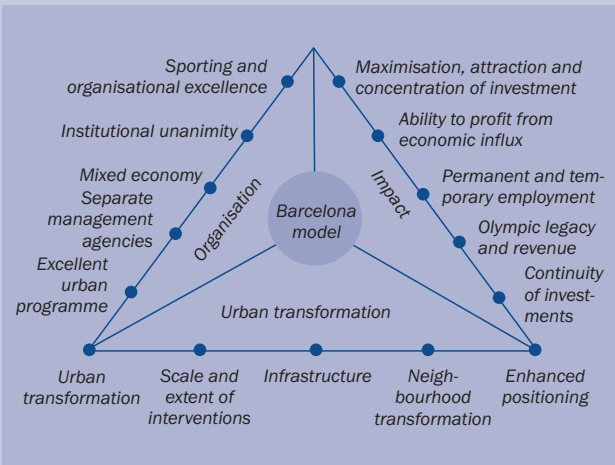 Sporting and
organisational excellence
Institutional unanimity
Mixed economy
Separate
management
agencies
Excellent
urban
programme
Organisation
Maximisation, attraction and
concentration of investment
Ability to profit from
economic influx
Permanent and tem-
porary employment
Olympic legacy
and revenue
Continuity
of invest-
ments
Impact
Barcelona
model
Urban transformation
Urban
transformation
Scale and
extent of
interventions
Infrastructure
Neigh-
bourhood
transformation
Enhanced
positioning